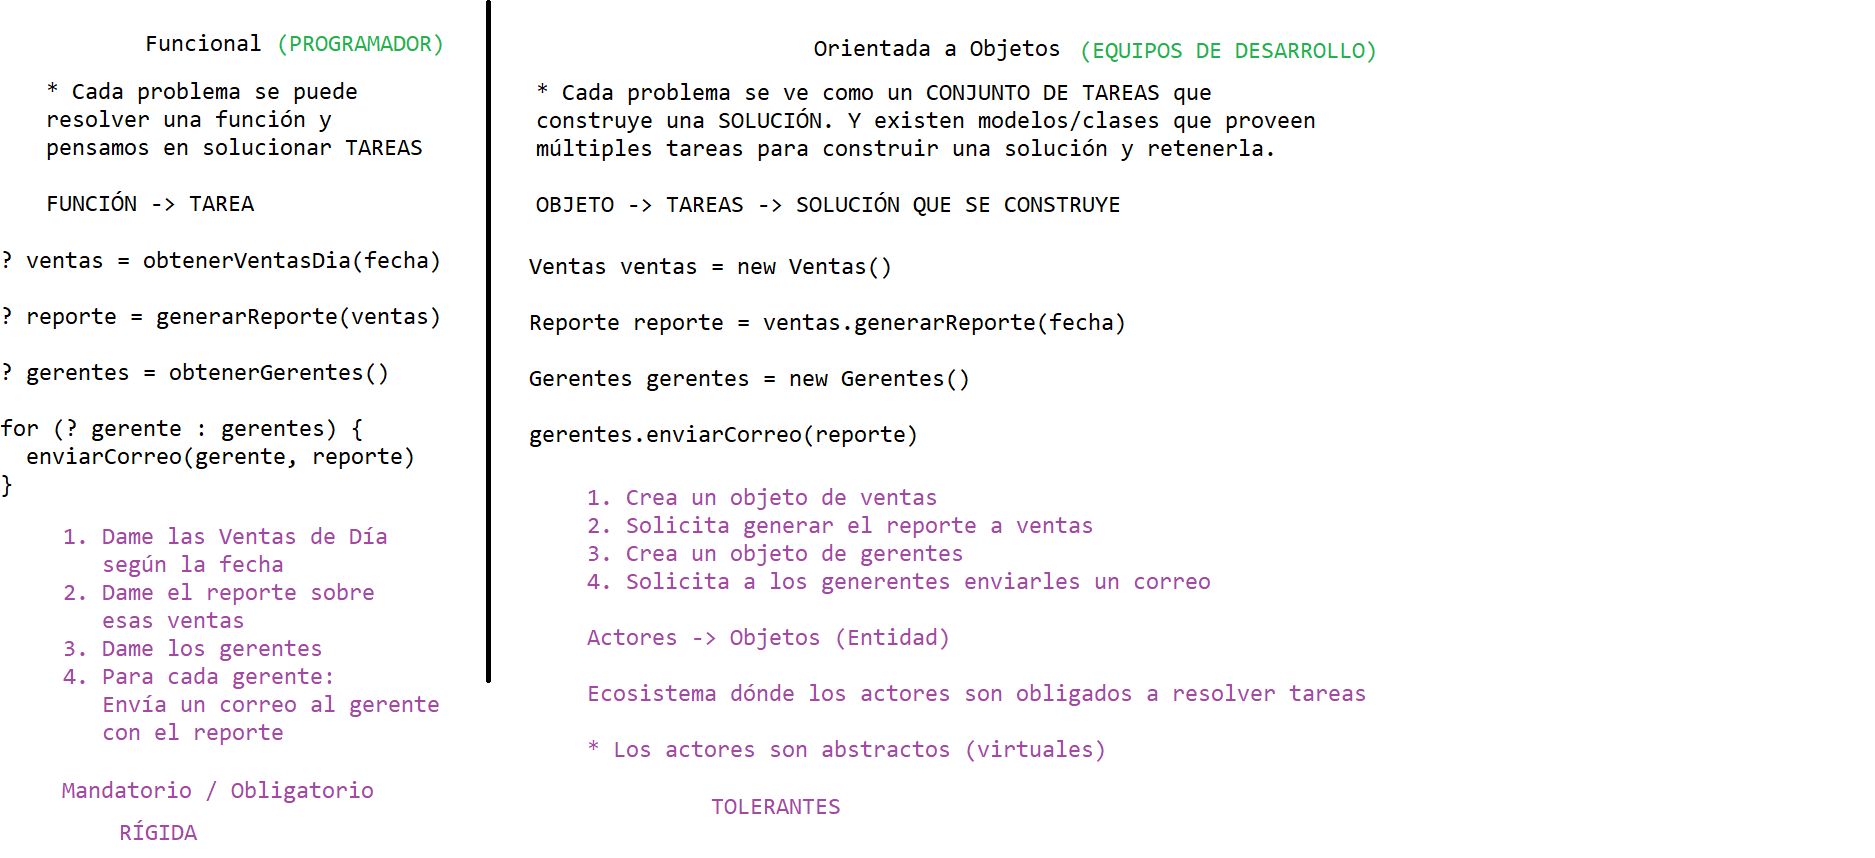 Funcional (PROGRAMADOR)
* Cada problema se puede
resolver una función y
pensamos en solucionar TAREAS
FUNCIÓN -> TAREA
? ventas = obtenerVentasDia(fecha)
? reporte = generarReporte(ventas)
? gerentes = obtenerGerentes()
for (? gerente : gerentes) {
enviarCorreo(gerente, reporte)
}
1. Dame las Ventas de Día
según la fecha
2. Dame el reporte sobre
esas ventas
3. Dame los gerentes
4. Para cada gerente:
Envía un correo al gerente
con el reporte
Mandatorio / Obligatorio
RÍGIDA
Orientada a Objetos (EQUIPOS DE DESARROLLO)
* Cada problema se ve como un CONJUNTO DE TAREAS que
construye una SOLUCIÓN. Y existen modelos/clases que proveen
múltiples tareas para construir una solución y retenerla.
OBJETO -> TAREAS -> SOLUCIÓN QUE SE CONSTRUYE
Ventas ventas = new Ventas()
Reporte reporte = ventas.generarReporte(fecha)
Gerentes gerentes = new Gerentes()
gerentes.enviarCorreo(reporte)
1. Crea un objeto de ventas
2. Solicita generar el reporte a ventas
3. Crea un objeto de gerentes
4. Solicita a los generentes enviarles un correo
Actores -> Objetos (Entidad)
Ecosistema dónde los actores son obligados a resolver tareas
* Los actores son abstractos (virtuales)
TOLERANTES